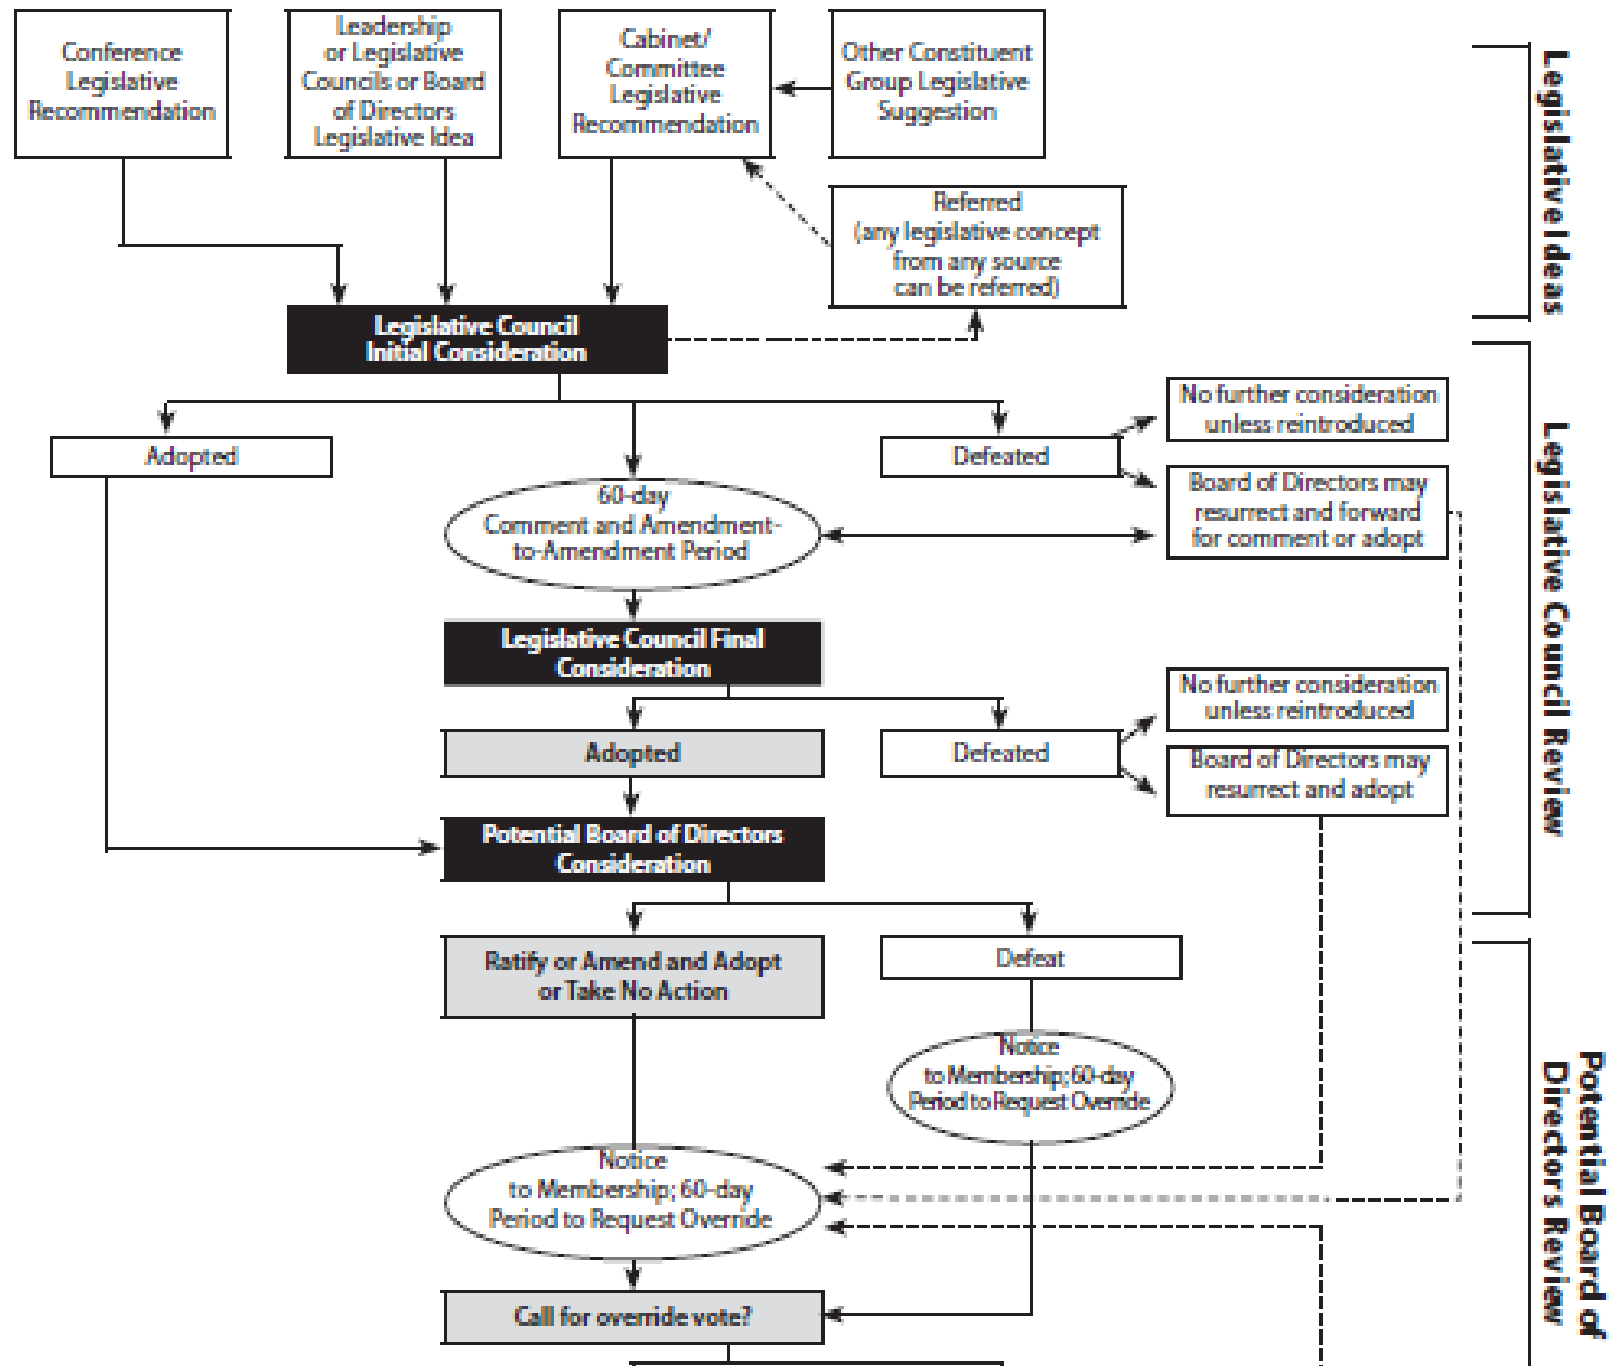 Conference
Legislative
Recommendation
Leadership
or Legislative
Councils or Board
of Directors
Legislative Idea
Cabinet/
Committee
Legislative
Recommendation
Other Constituent
Group Legislative
Suggestion
Referred
(any legislative concept
from any source
can be referred)
Legislative Ideas
Legislative Council
Initial Consideration
Adopted
60-day
Comment and Amendment-
to-Amendment Period
Defeated
No further consideration
unless reintroduced
Board of Directors may
resurrect and forward
for comment or adopt
Legislative Council Final
Consideration
Adopted
Defeated
No further consideration
unless reintroduced
Board of Directors may
resurrect and adopt
Legislative Council Review
Potential Board of Directors
Consideration
Ratify or Amend and Adopt
or Take No Action
Defeat
Notice
to Membership; 60-day
Period to Request Override
Notice
to Membership; 60-day
Period to Request Override
Call for override vote?
Potential Board of
Directors Review